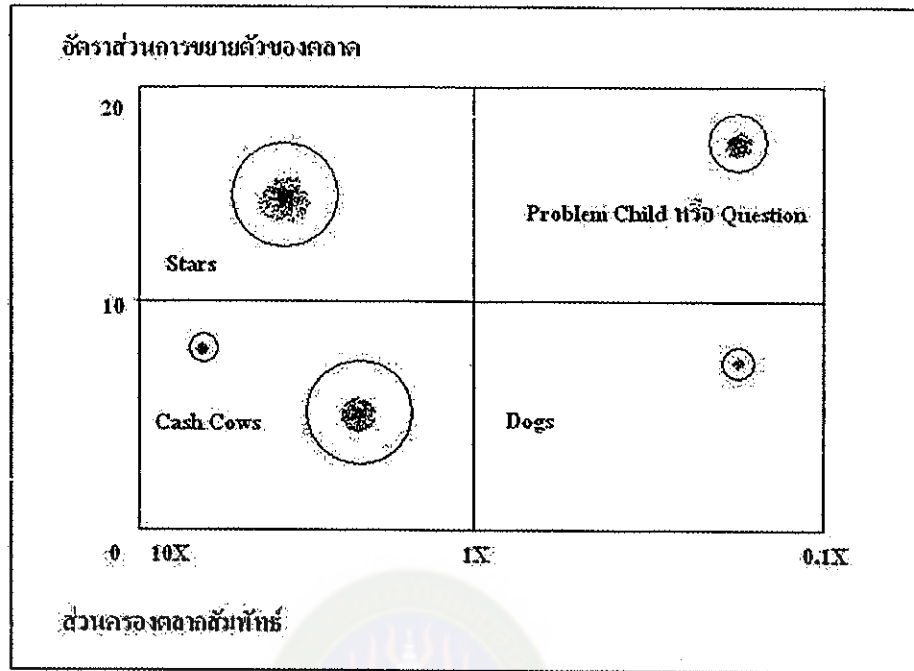 อัตราส่วนการขยายตัวของตลาด
20
Problem Child หรือ Question
Stars
10
Cash Cows
Dogs
0 10X 1X 0.1X
ส่วนครองตลาดสัมพัทธ์